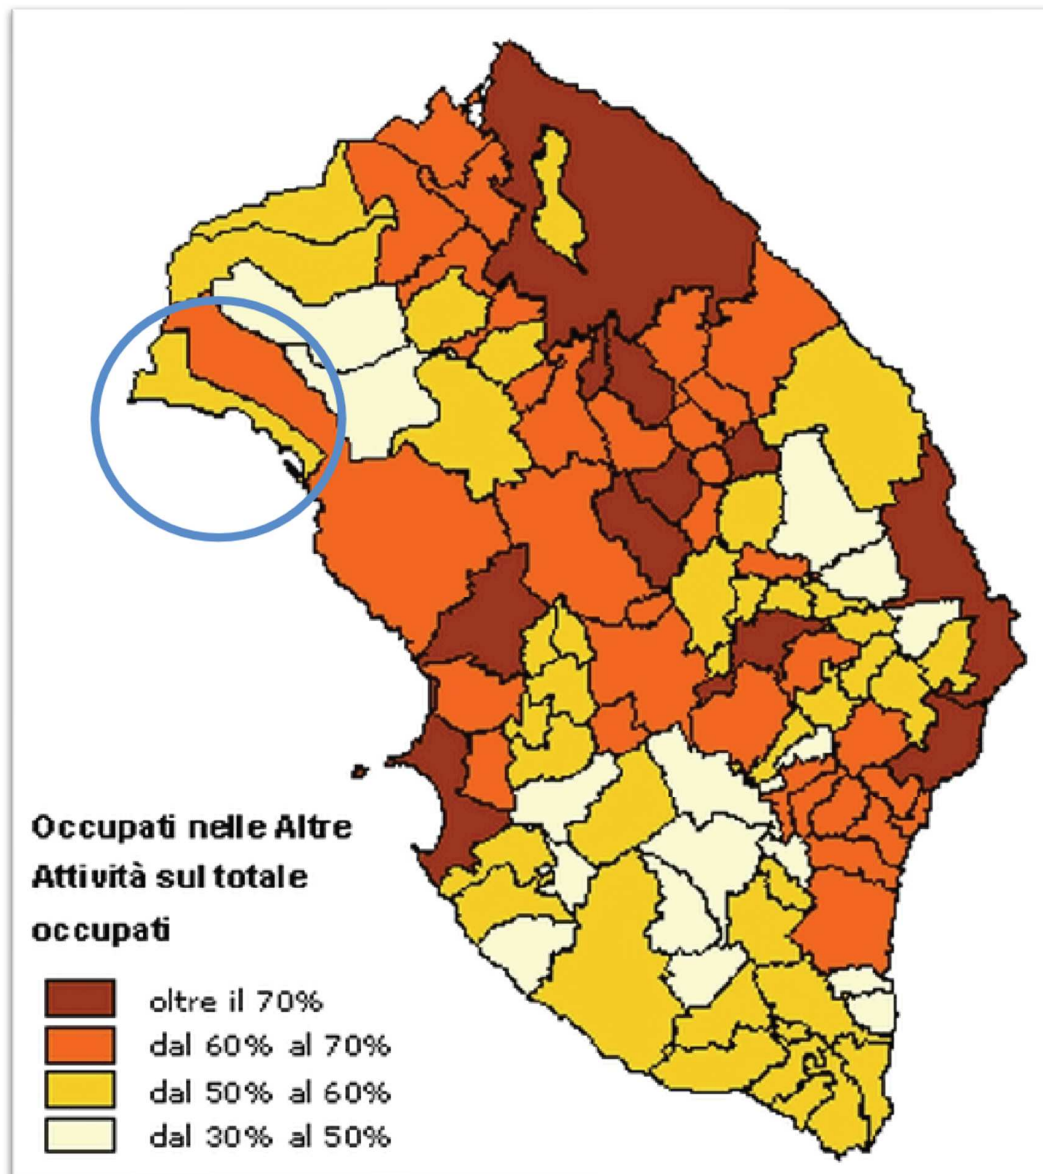 Occupati nelle Altre
Attività sul totale
occupati
oltre il 70%
dal 60% al 70%
dal 50% al 60%
dal 30% al 50%